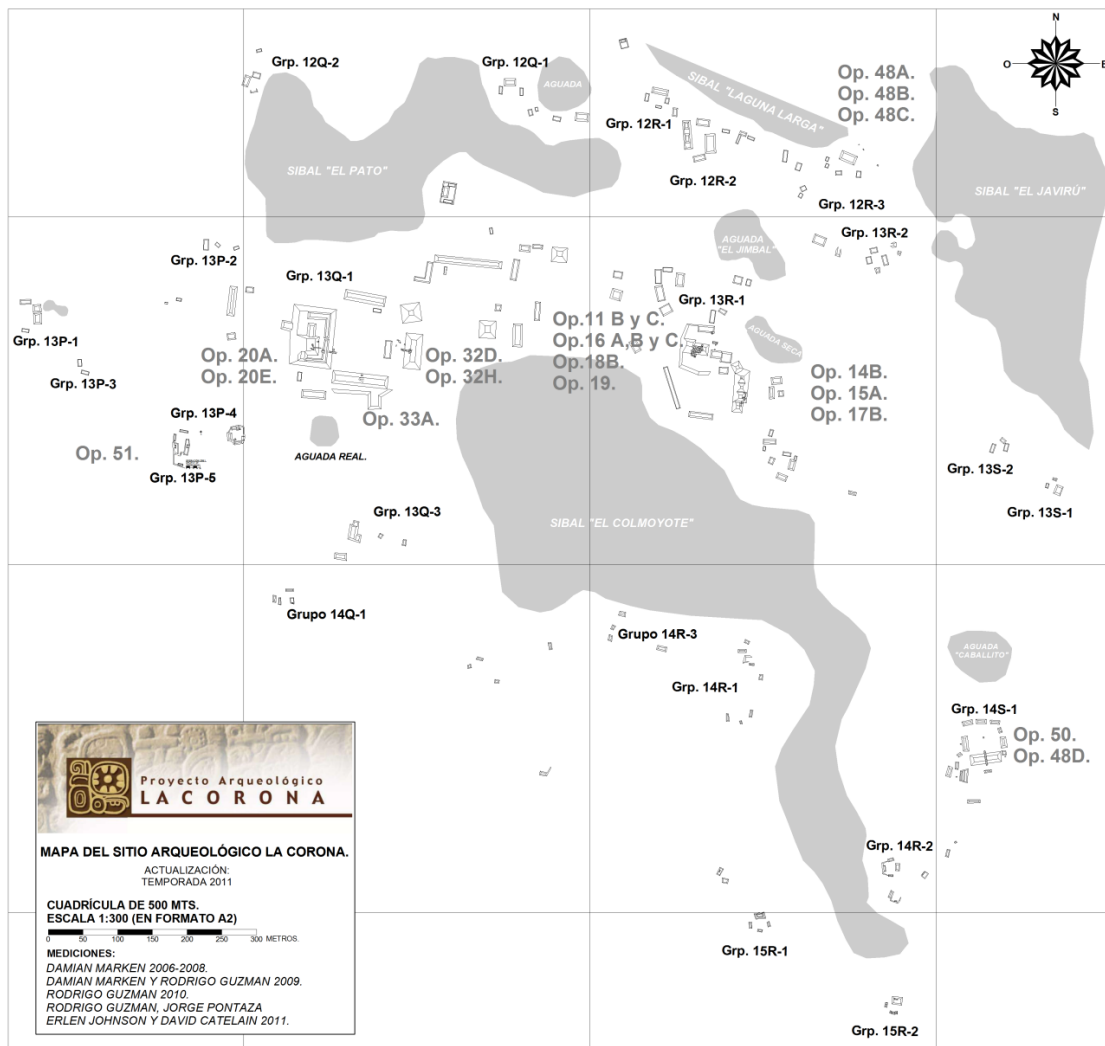 N
O
E
S
Grp. 12Q-2
Grp. 12Q-1
AGUADA
SIBAL "LAGUNA LARGA"
Op. 48A.
Op. 48B.
Op. 48C.
Grp. 12R-1
SIBAL "EL PATO"
Grp. 12R-2
SIBAL "EL JAVIRÚ"
Grp. 12R-3
Grp. 13P-2
AGUADA
"EL JIMBAL"
Grp. 13R-2
Grp. 13Q-1
Grp. 13R-1
Grp. 13P-1
Op.11 B y C.
Op.16 A,B y C.
Op.18B.
Op. 19.
AGUADA SECA
Op. 20A.
Op. 20E.
Op. 32D.
Op. 32H.
Grp. 13P-3
Op. 14B.
Op. 15A.
Op. 17B.
Op. 33A.
Grp. 13P-4
Op. 51.
AGUADA REAL.
Grp. 13P-5
Grp. 13S-2
Grp. 13Q-3
SIBAL "EL COLMOYOTE"
Grp. 13S-1
Grupo 14Q-1
Grupo 14R-3
AGUADA
"CABALLITO"
Grp. 14R-1
Grp. 14S-1
Op. 50.
Op. 48D.
Grp. 14R-2
Grp. 15R-1
Grp. 15R-2
Proyecto Arqueológico
LA CORONA
MAPA DEL SITIO ARQUEOLÓGICO LA CORONA.
ACTUALIZACIÓN:
TEMPORADA 2011
CUADRÍCULA DE 500 MTS.
ESCALA 1:300 (EN FORMATO A2)
0 50 100 150 200 250 300 METROS.
MEDICIONES:
DAMIAN MARKEN 2006-2008.
DAMIAN MARKEN Y RODRIGO GUZMAN 2009.
RODRIGO GUZMAN 2010.
RODRIGO GUZMAN, JORGE PONTAZA
ERLEN JOHNSON Y DAVID CATELAIN 2011.